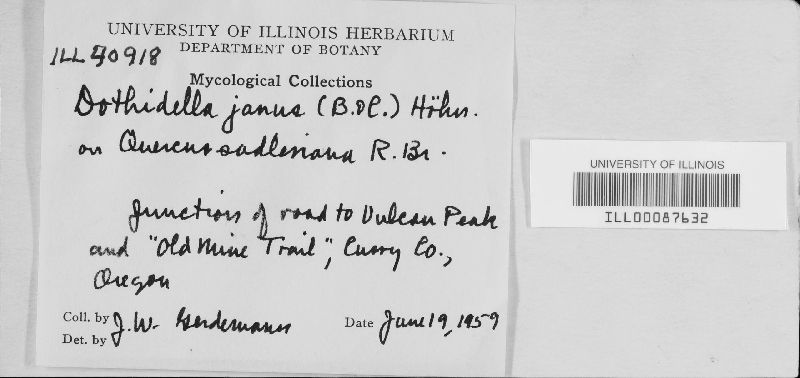 UNIVERSITY OF ILLINOIS HERBARIUM
DEPARTMENT OF BOTANY
ILL 40918
Mycological Collections
Dothidella janus (B.&C.) Höhn.
on Quercus sadleriana R. Br.
Junction of road to Vulcan Peak
and "Old Mine Trail", Curry Co.,
Oregon
Coll. by J.W. Gerdemann Date June 19, 1959
Det. by
UNIVERSITY OF ILLINOIS
ILL00087632